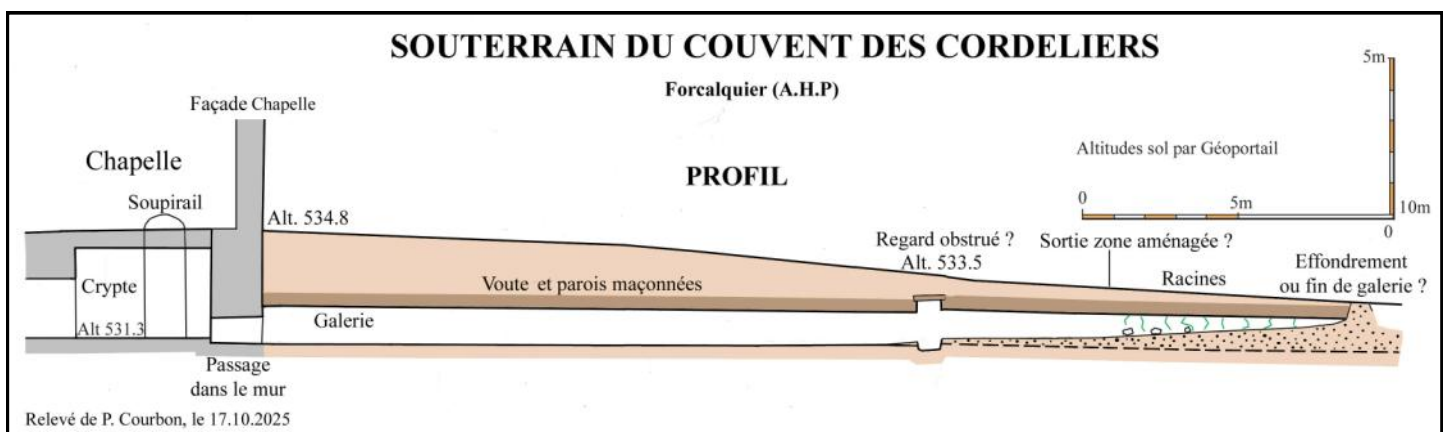 SOUTERRAIN DU COUVENT DES CORDELIERS
Forcalquier (A.H.P)
PROFIL
Façade Chapelle
Chapelle
Soupirail
Alt. 534.8
Crypte
Alt 531.3
Galerie
Voute et parois maçonnées
Passage
dans le mur
Regard obstrué ?
Alt. 533.5
Sortie zone aménagée ?
Racines
Effondrement
ou fin de galerie ?
Altitudes sol par Géoportail
0
5m
10m
5m
0
Relevé de P. Courbon, le 17.10.2025